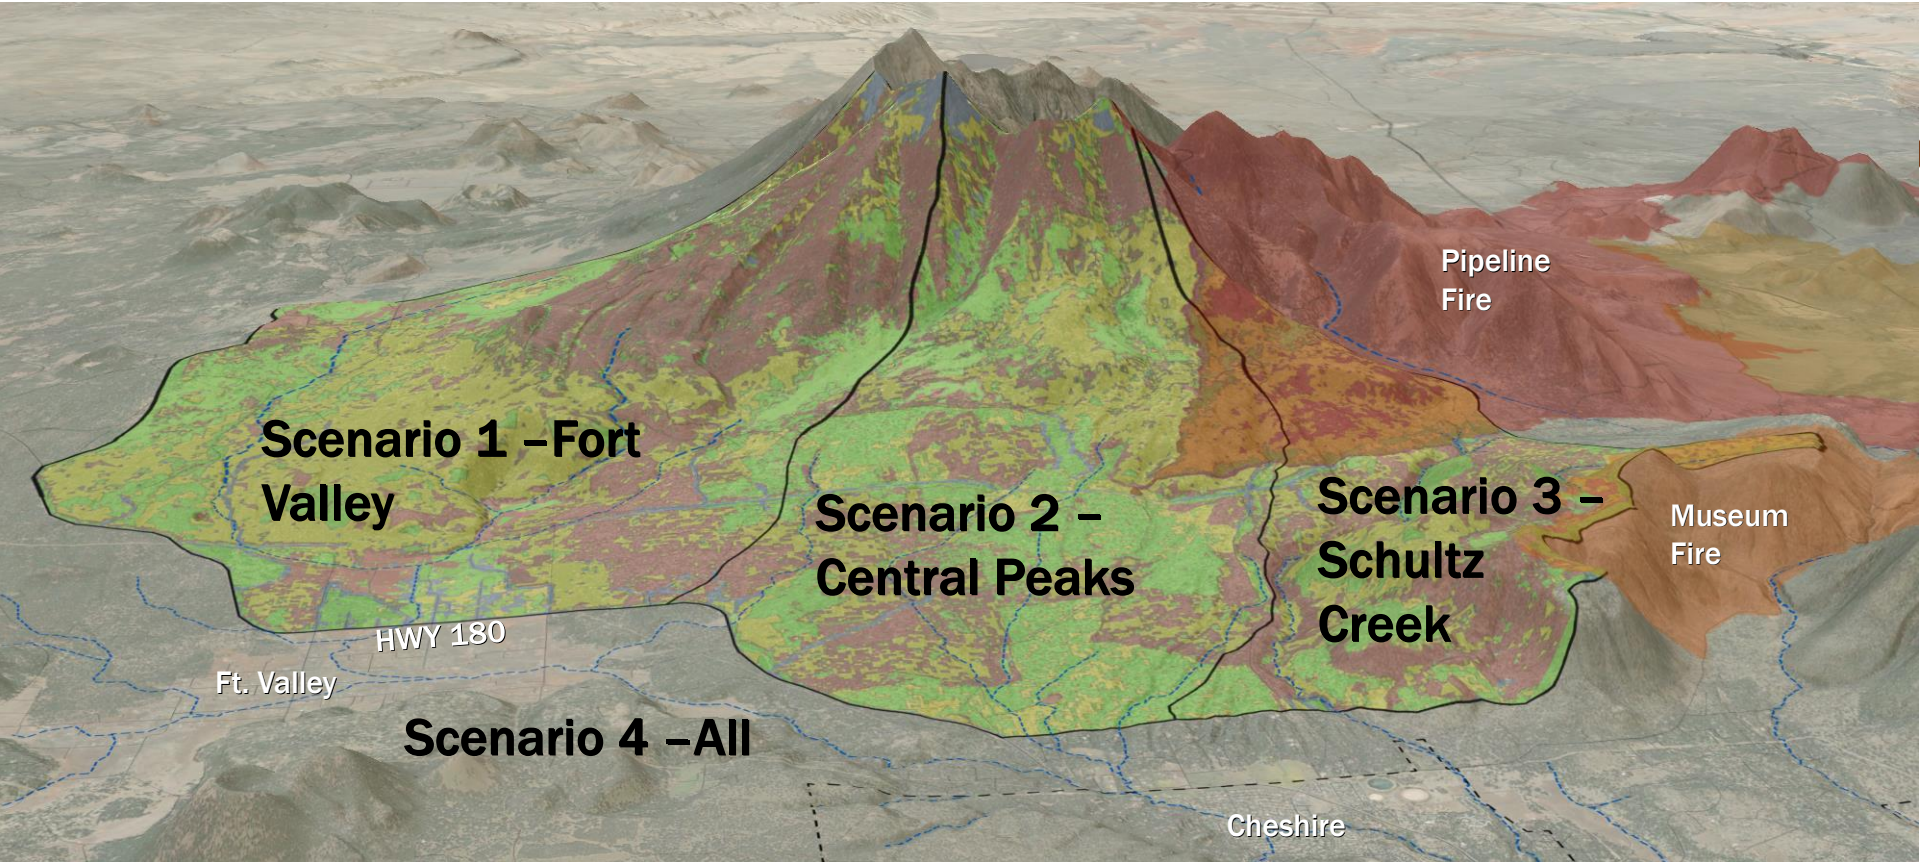 Pipeline
Fire
Scenario 1 –Fort
Valley
Scenario 2 –
Central Peaks
Scenario 3 –
Schultz
Creek
Museum
Fire
HWY 180
Ft. Valley
Scenario 4 –All
Cheshire